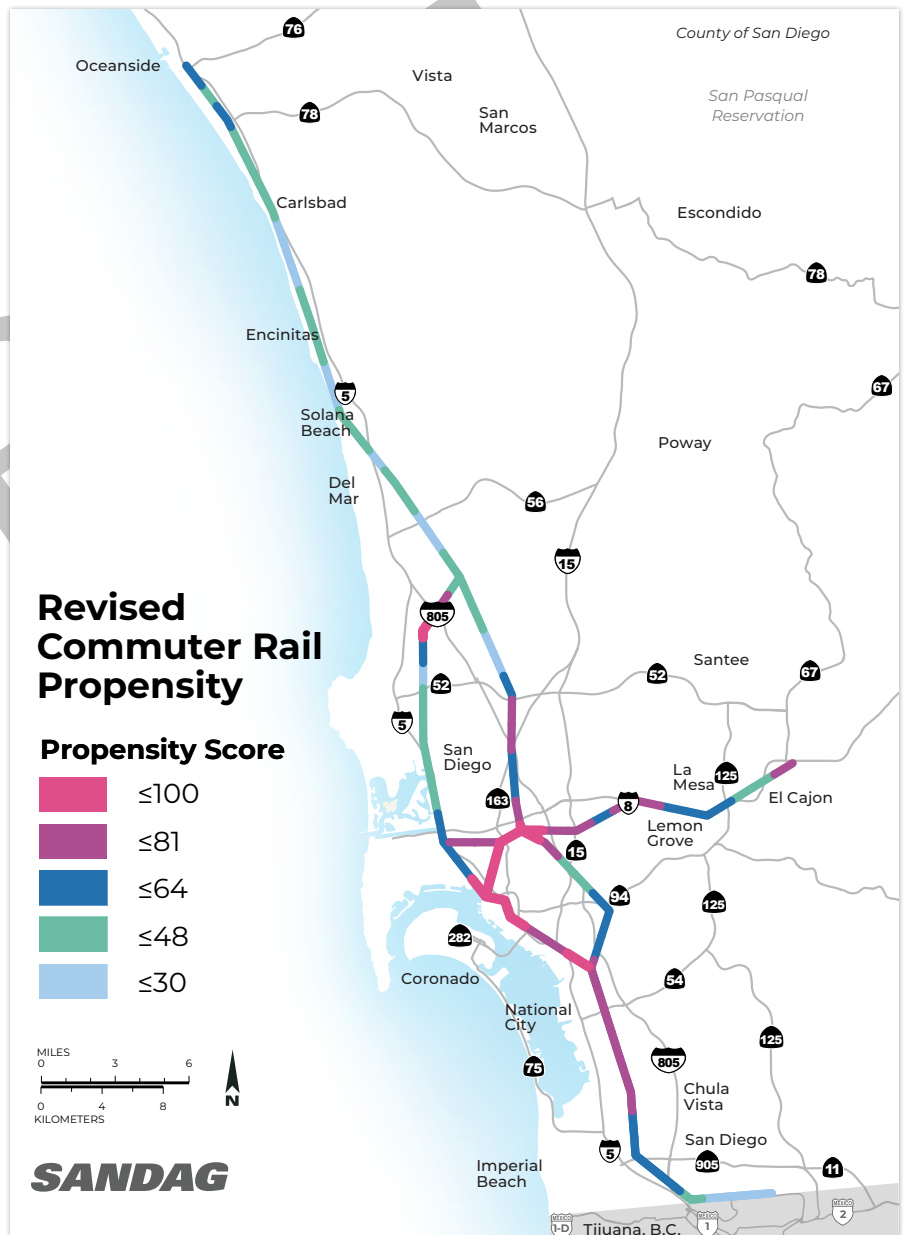 76
County of San Diego
Oceanside
Vista
San Pasqual
Reservation
78
San
Marcos
Carlsbad
Escondido
78
Encinitas
5
67
Solana
Beach
Poway
Del
Mar
56
15
Revised
Commuter Rail
Propensity
805
Santee
52
67
52
5
Propensity Score
San
Diego
La
Mesa
125
≤100
163
8
El Cajon
Lemon
Grove
≤81
15
≤64
94
125
≤48
282
≤30
Coronado
54
National
City
125
MILES
0 3 6
805
75
N
0 4 8
KILOMETERS
Chula
Vista
San Diego
5
905
11
SANDAG
Imperial
Beach
MEXICO
1-D
Tijuana, B.C.
MEXICO
1
MEXICO
2